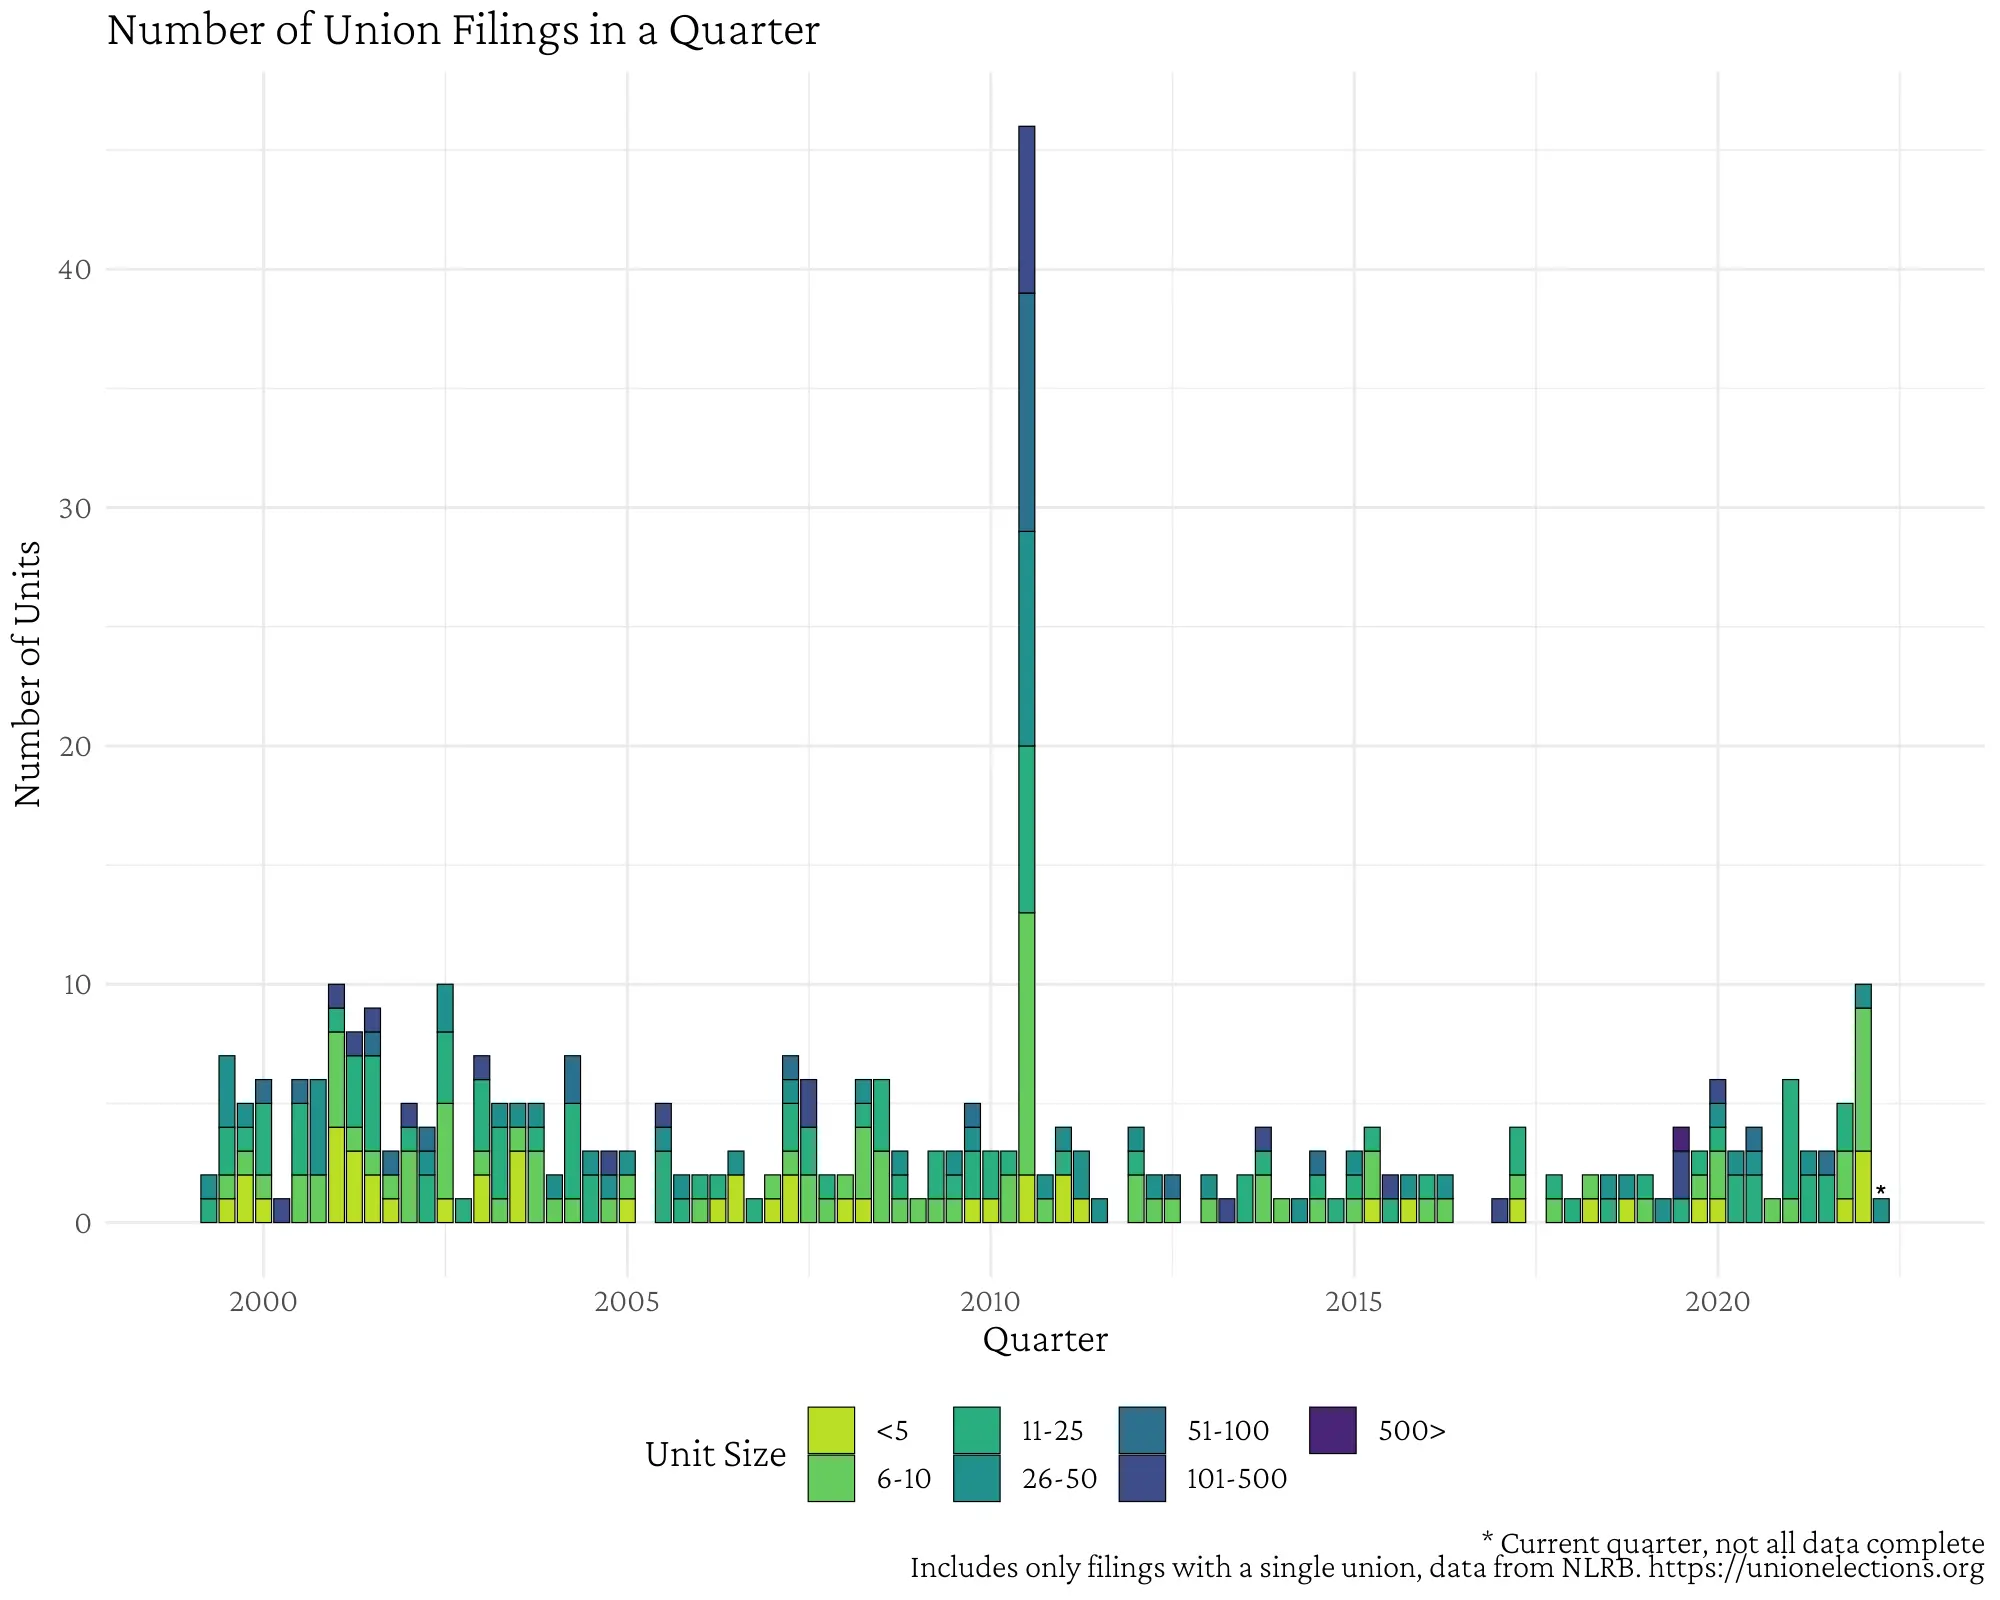 Number of Union Filings in a Quarter
Number of Units
40
30
20
10
0
*
2000 2005 2010 2015 2020
Quarter
Unit Size
<5 11-25 51-100 500>
6-10 26-50 101-500
* Current quarter, not all data complete
Includes only filings with a single union, data from NLRB. https://unionelections.org